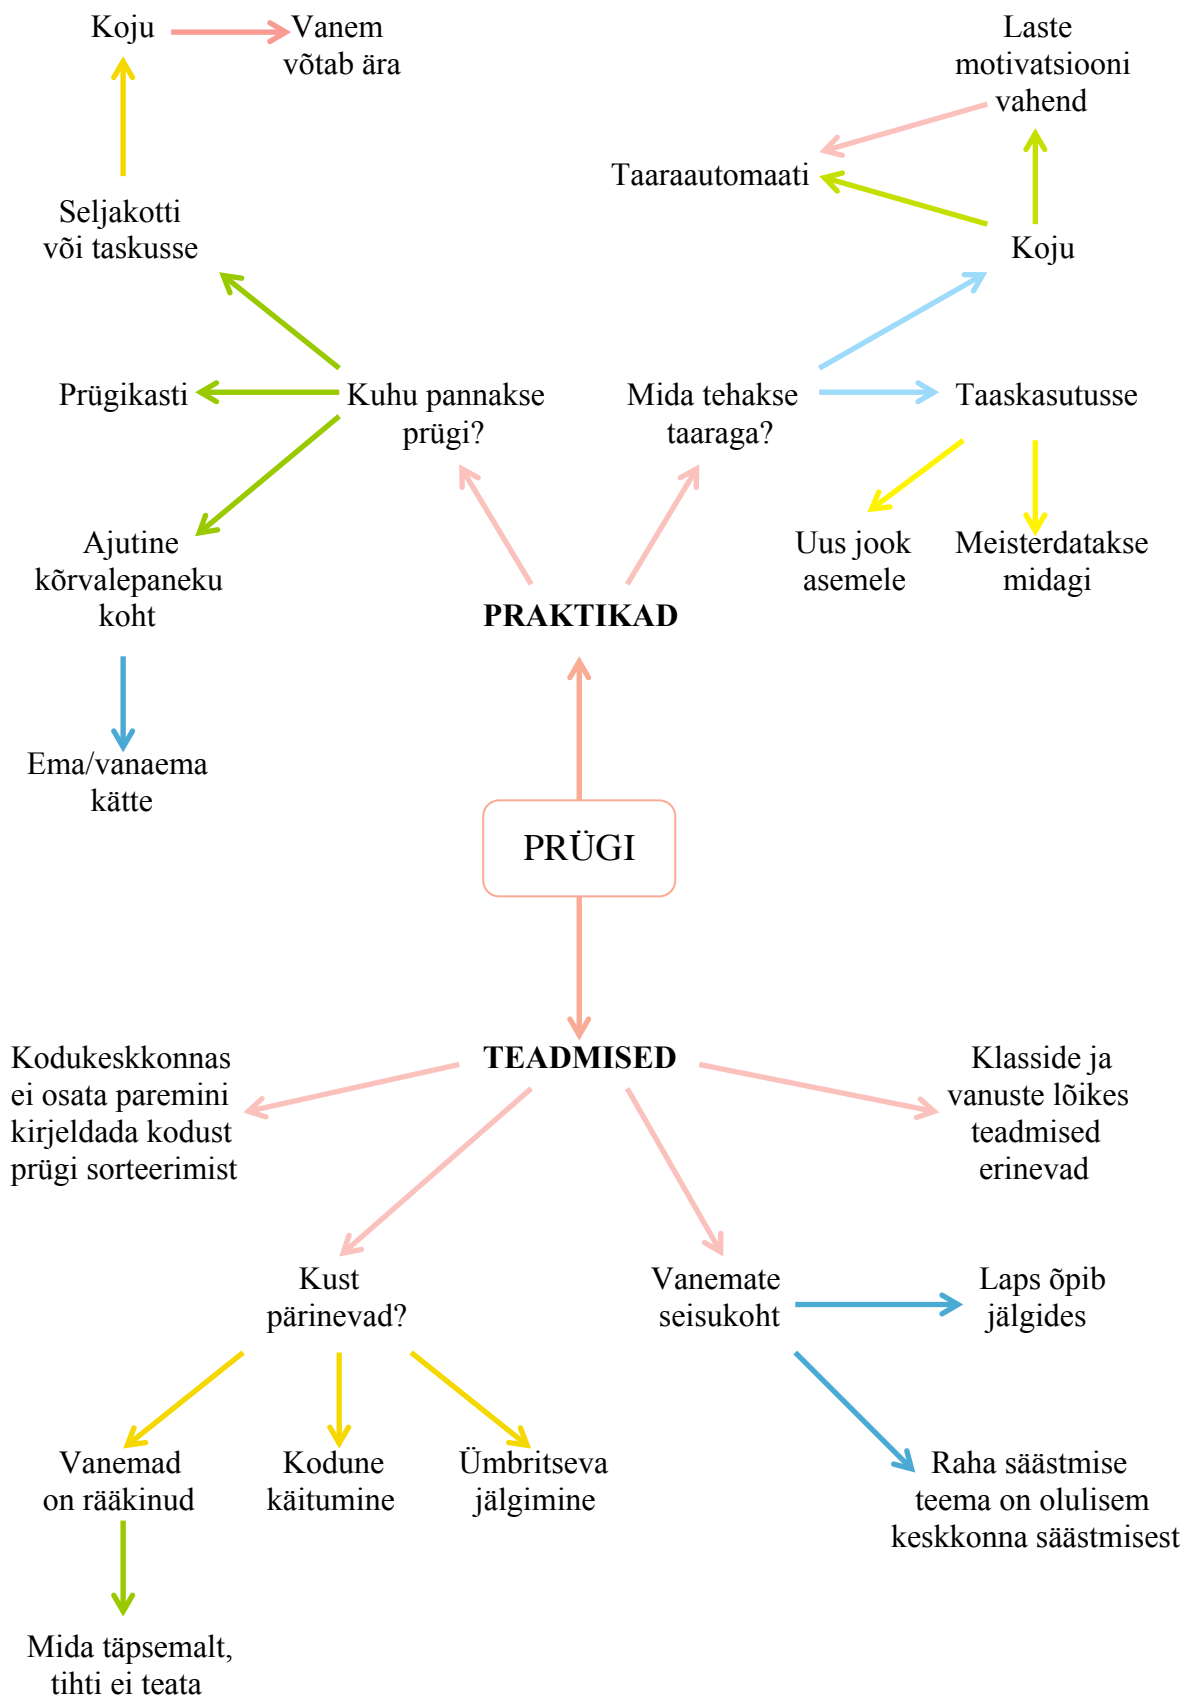 Koju
Vanem
võtab ära
Laste
motivatsiooni
vahend
Taaraautomaati
Seljakotti
või taskusse
Koju
Prügikasti
Kuhu pannakse
prügi?
Mida tehakse
taaraga?
Taaskasutusse
Ajutine
kõrvalepaneku
koht
Uus jook
asemele
Meisterdatakse
midagi
PRAKTIKAD
Ema/vanaema
kätte
PRÜGI
TEADMISED
Kodukeskkonnas
ei osata paremini
kirjeldada kodust
prügi sorteerimist
Klasside ja
vanuste lõikes
teadmised
erinevad
Kust
pärinevad?
Vanemate
seisukoht
Laps õpib
jälgides
Vanemad
on rääkinud
Kodune
käitumine
Ümbritseva
jälgimine
Raha säästmise
teema on olulisem
keskkonna säästmisest
Mida täpsemalt,
tihti ei teata